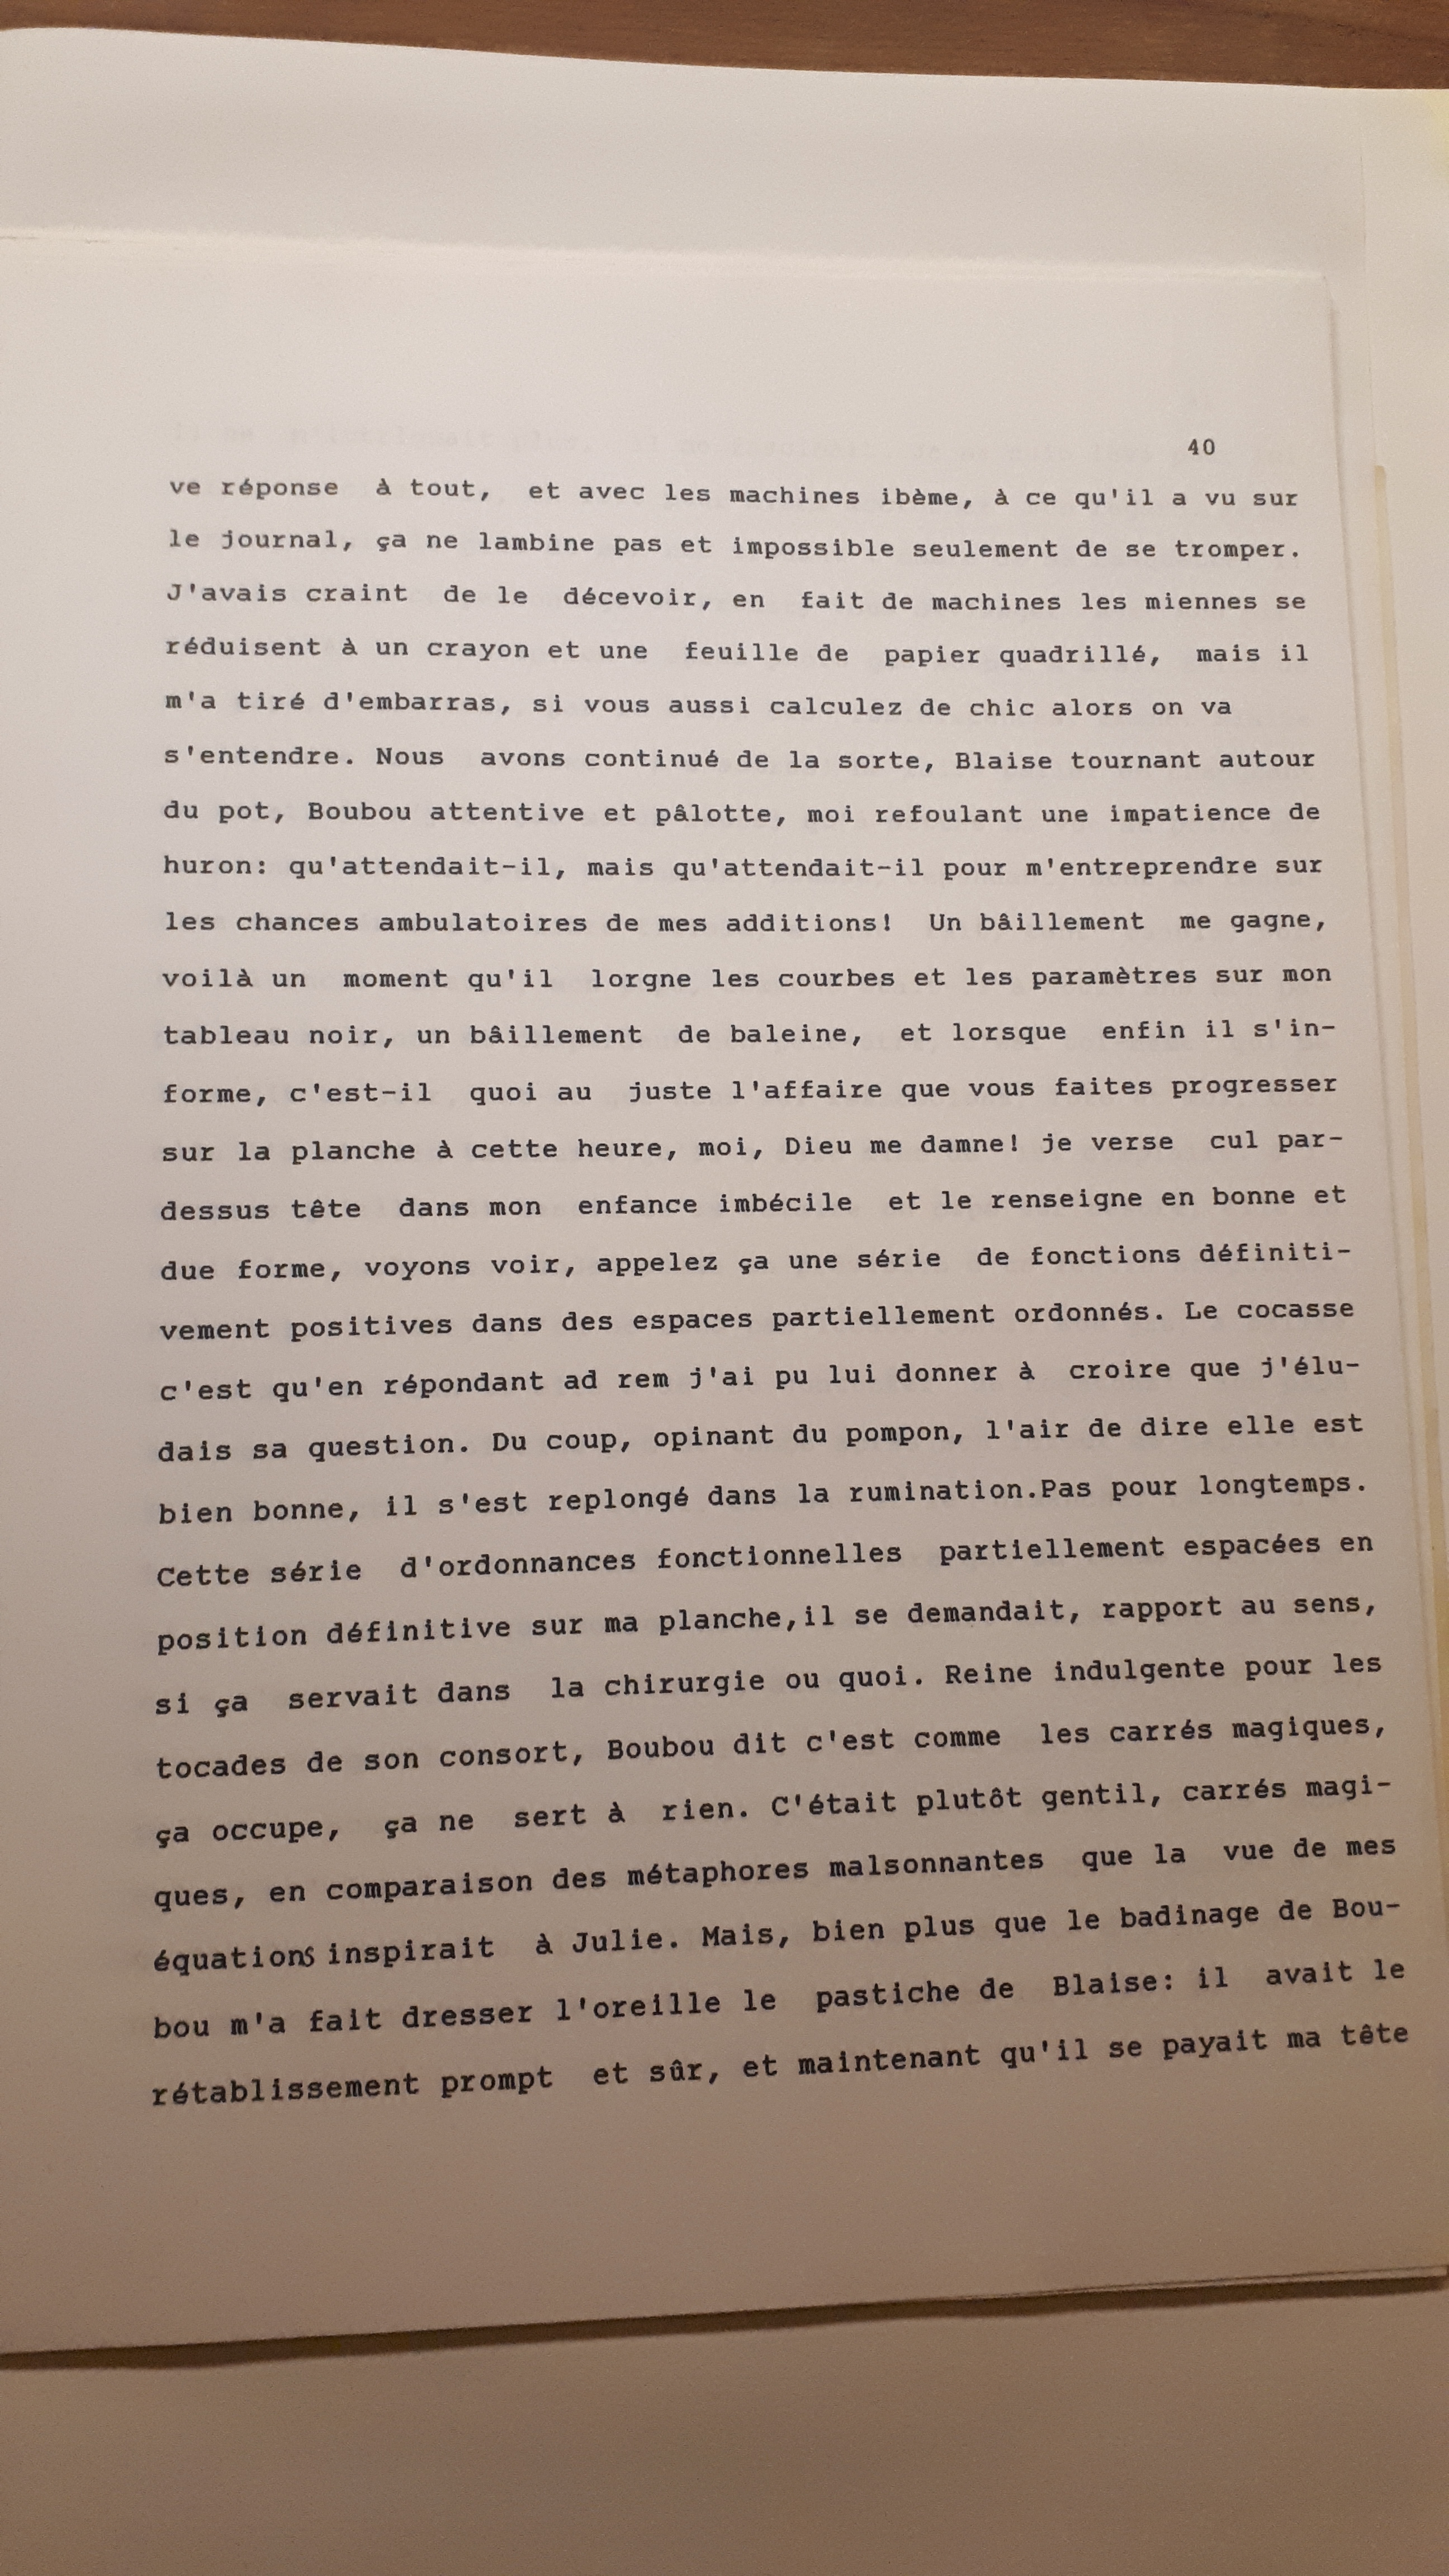 40
ve réponse à tout, et avec les machines ibème, à ce qu'il a vu sur
le journal, ça ne lambine pas et impossible seulement de se tromper.
J'avais craint de le décevoir, en fait de machines les miennes se
réduisent à un crayon et une feuille de papier quadrillé, mais il
m'a tiré d'embarras, si vous aussi calculez de chic alors on va
s'entendre. Nous avons continué de la sorte, Blaise tournant autour
du pot, Boubou attentive et pâlotte, moi refoulant une impatience de
huron: qu'attendait-il, mais qu'attendait-il pour m'entreprendre sur
les chances ambulatoires de mes additions! Un bâillement me gagne,
voilà un moment qu'il lorgne les courbes et les paramètres sur mon
tableau noir, un bâillement de baleine, et lorsque enfin il s'in-
forme, c'est-il quoi au juste l'affaire que vous faites progresser
sur la planche à cette heure, moi, Dieu me damne! je verse cul par-
dessus tête dans mon enfance imbécile et le renseigne en bonne et
due forme, voyons voir, appelez ça une série de fonctions définiti-
vement positives dans des espaces partiellement ordonnés. Le cocasse
c'est qu'en répondant ad rem j'ai pu lui donner à croire que j'élu-
dais sa question. Du coup, opinant du pompon, l'air de dire elle est
bien bonne, il s'est replongé dans la rumination.Pas pour longtemps.
Cette série d'ordonnances fonctionnelles partiellement espacées en
position définitive sur ma planche,il se demandait, rapport au sens,
si ça servait dans la chirurgie ou quoi. Reine indulgente pour les
tocades de son consort, Boubou dit c'est comme les carrés magiques,
ça occupe, ça ne sert à rien. C'était plutôt gentil, carrés magi-
ques, en comparaison des métaphores malsonnantes que la vue de mes
équations inspirait à Julie. Mais, bien plus que le badinage de Bou-
bou m'a fait dresser l'oreille le pastiche de Blaise: il avait le
rétablissement prompt et sûr, et maintenant qu'il se payait ma tête